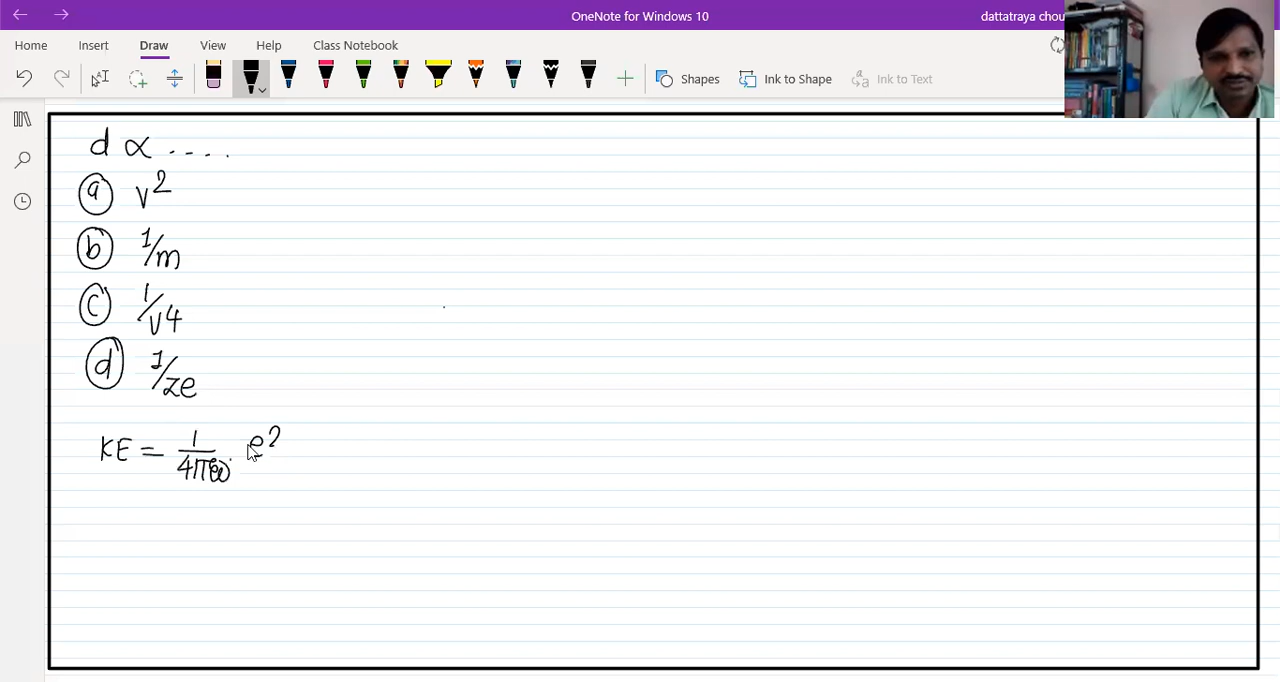 OneNote for Windows 10
dattatraya chou
Home Insert Draw View Help Class Notebook
Shapes Ink to Shape Ink to Text
d ∝ ....
(a) v²
(b) 1/m
(c) 1/v4
(d) 1/ze
KE = 1/4πε₀ . e²